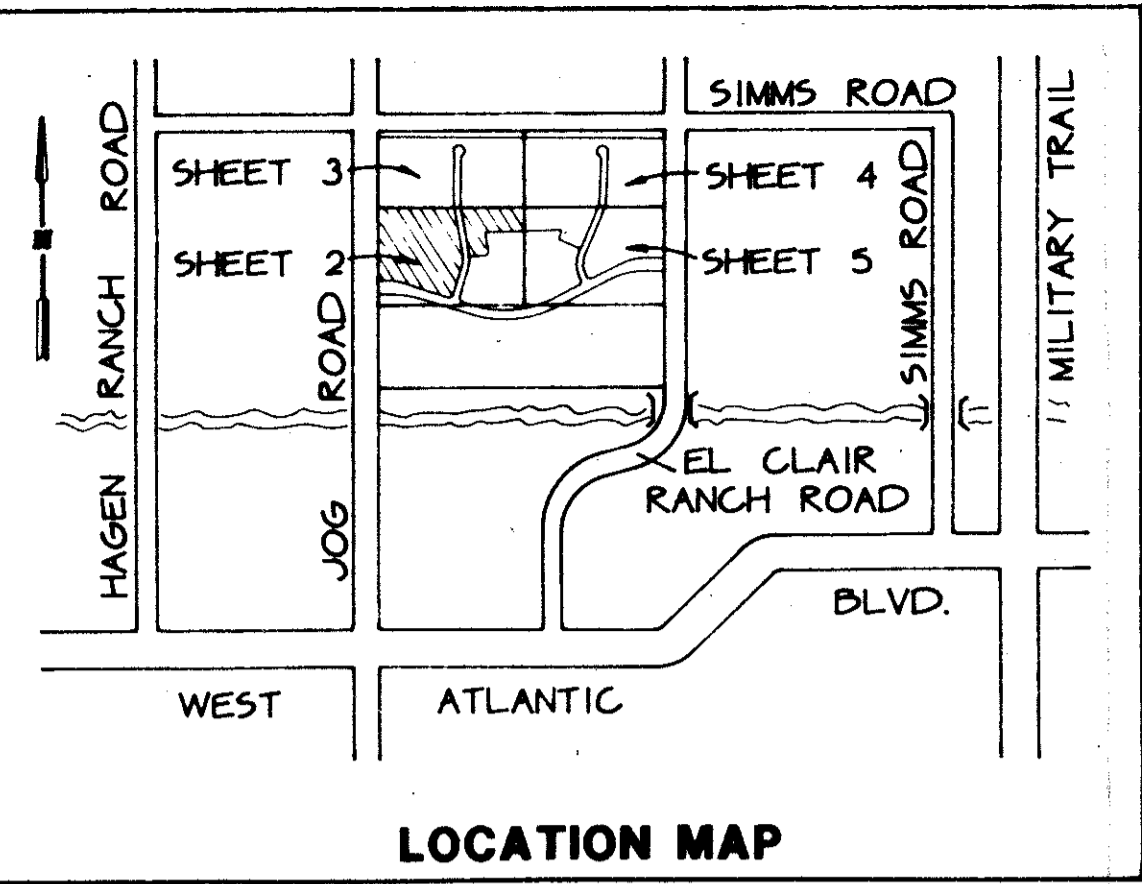 SIMMS ROAD
HAGEN RANCH ROAD
JOG ROAD
SHEET 3
SHEET 4
SHEET 2
SHEET 5
SIMMS ROAD
MILITARY TRAIL
EL CLAIR
RANCH ROAD
WEST ATLANTIC BLVD.
LOCATION MAP